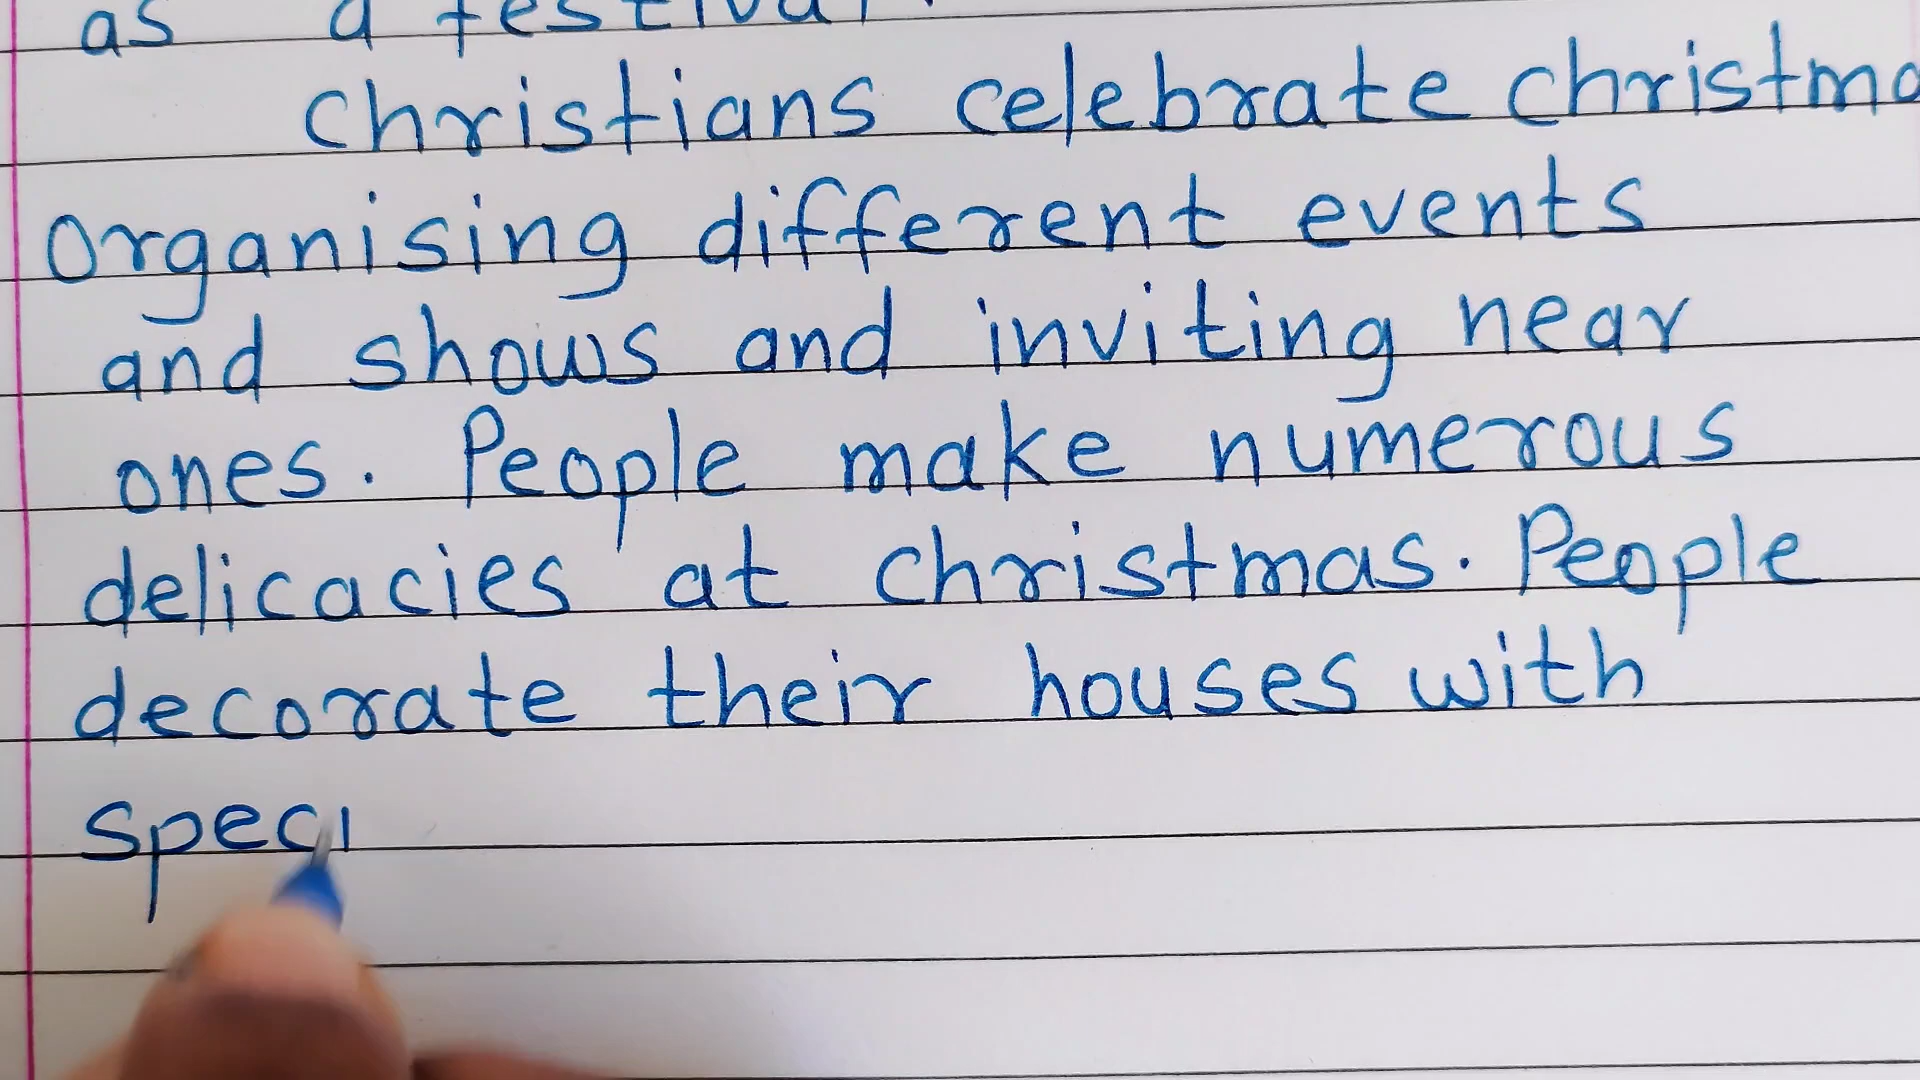 as a festival.
Christians celebrate christma
organising different events
and shows and inviting near
ones. People make numerous
delicacies at christmas. People
decorate their houses with
speci